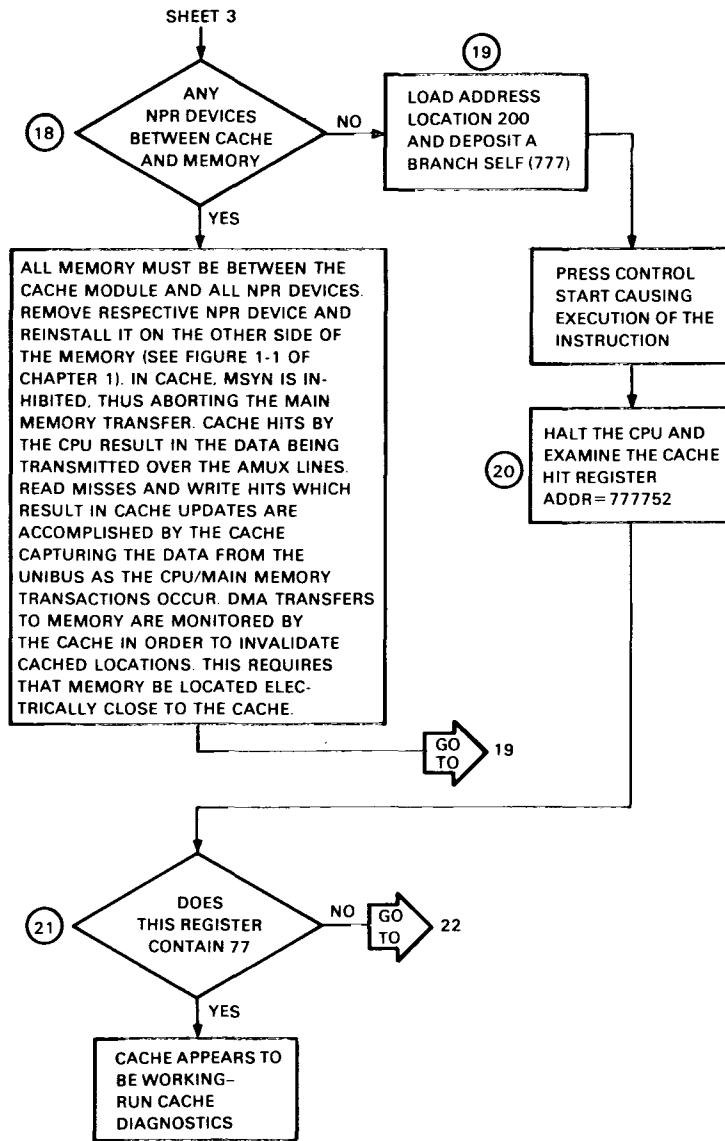 SHEET 3
18
ANY
NPR DEVICES
BETWEEN CACHE
AND MEMORY
NO
19
LOAD ADDRESS
LOCATION 200
AND DEPOSIT A
BRANCH SELF (777)
YES
ALL MEMORY MUST BE BETWEEN THE
CACHE MODULE AND ALL NPR DEVICES.
REMOVE RESPECTIVE NPR DEVICE AND
REINSTALL IT ON THE OTHER SIDE OF
THE MEMORY (SEE FIGURE 1-1 OF
CHAPTER 1). IN CACHE, MSYN IS IN-
HIBITED, THUS ABORTING THE MAIN
MEMORY TRANSFER. CACHE HITS BY
THE CPU RESULT IN THE DATA BEING
TRANSMITTED OVER THE AMUX LINES.
READ MISSES AND WRITE HITS WHICH
RESULT IN CACHE UPDATES ARE
ACCOMPLISHED BY THE CACHE
CAPTURING THE DATA FROM THE
UNIBUS AS THE CPU/MAIN MEMORY
TRANSACTIONS OCCUR. DMA TRANSFERS
TO MEMORY ARE MONITORED BY
THE CACHE IN ORDER TO INVALIDATE
CACHED LOCATIONS. THIS REQUIRES
THAT MEMORY BE LOCATED ELEC-
TRICALLY CLOSE TO THE CACHE.
GO
TO
19
PRESS CONTROL
START CAUSING
EXECUTION OF THE
INSTRUCTION
20
HALT THE CPU AND
EXAMINE THE CACHE
HIT REGISTER
ADDR=777752
21
DOES
THIS REGISTER
CONTAIN 77
NO
GO
TO
22
YES
CACHE APPEARS TO
BE WORKING–
RUN CACHE
DIAGNOSTICS